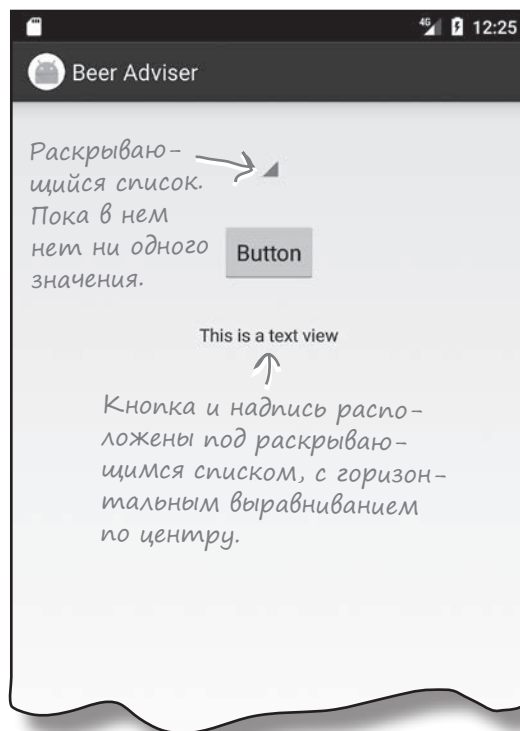 4G 12:25
Beer Adviser
Раскрываю-
щийся список.
Пока в нем
нет ни одного
значения.
Button
This is a text view
Кнопка и надпись распо-
ложены под раскрываю-
щимся списком, с горизон-
тальным выравниванием
по центру.